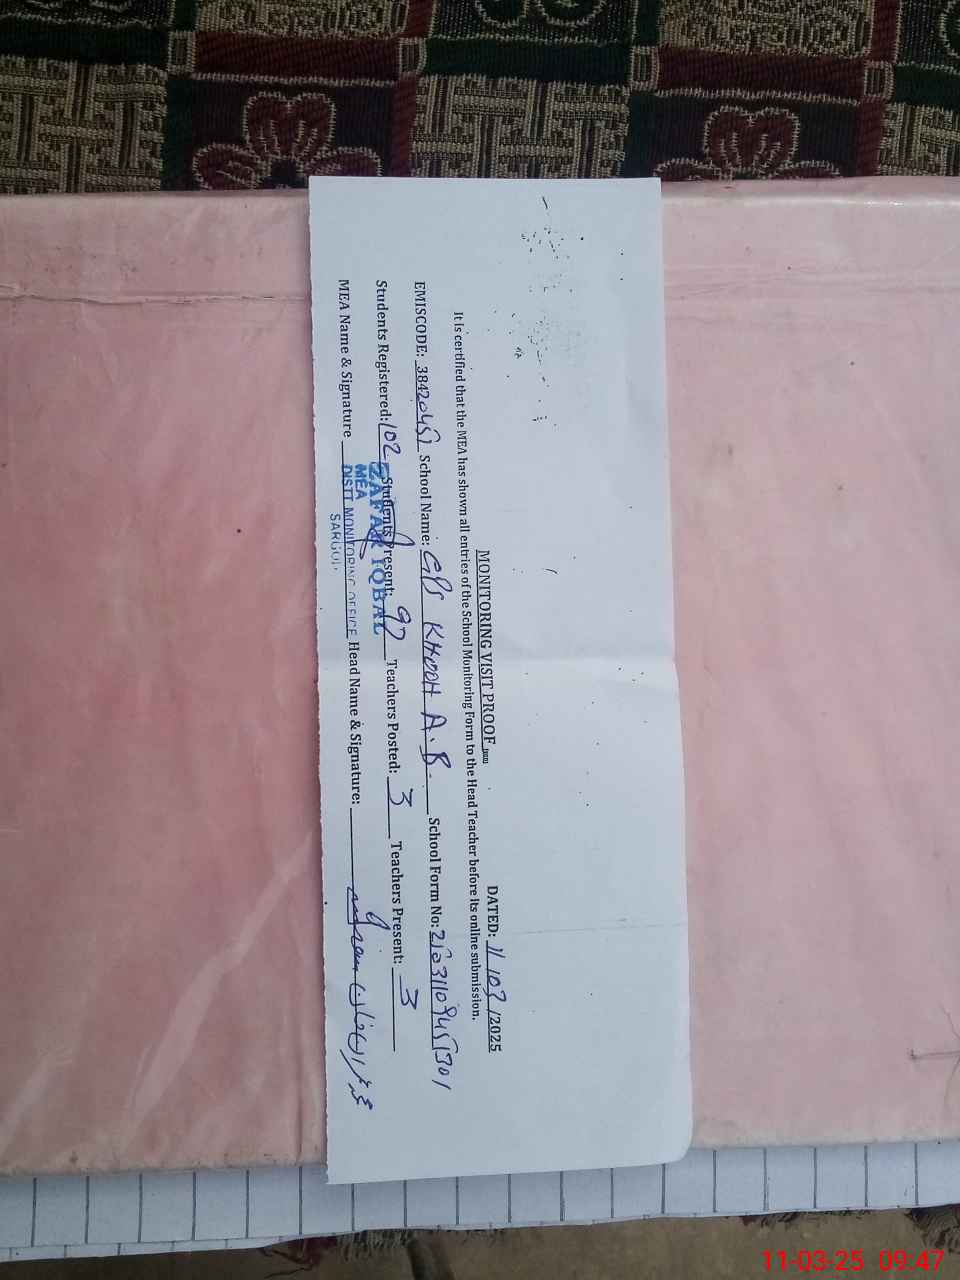 MONITORING VISIT PROOF DATED: 11/03/2025
It is certified that the MEA has shown all entries of the School Monitoring Form to the Head Teacher before its online submission.
EMISCODE: 38420451 School Name: GPS KHOOH A.B. School Form No:
Students Registered: 102 Students Present: 92 Teachers Posted: 3 Teachers Present: 3
MEA Name & Signature Head Name & Signature:
ZAFAR IQBAL
MEA
DISTT MONITORING OFFICE
11-03-25 09:47